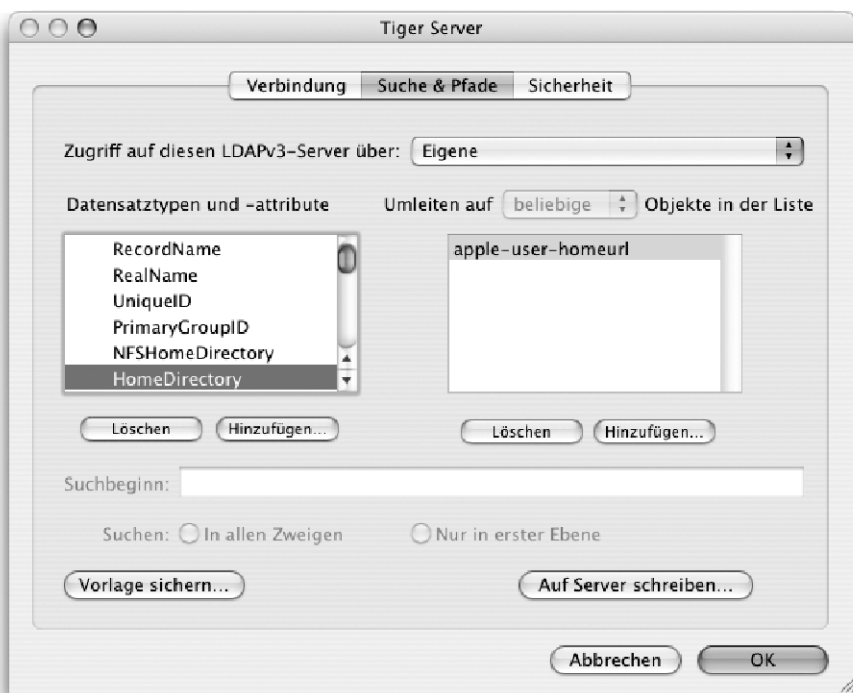 Tiger Server
Verbindung Suche & Pfade Sicherheit
Zugriff auf diesen LDAPv3-Server über: Eigene
Datensatztypen und -attribute
Umleiten auf beliebige Objekte in der Liste
RecordName
RealName
UniqueID
PrimaryGroupID
NFSHomeDirectory
HomeDirectory
apple-user-homeurl
Löschen Hinzufügen...
Löschen Hinzufügen...
Suchbeginn:
Suchen: In allen Zweigen Nur in erster Ebene
Vorlage sichern... Auf Server schreiben...
Abbrechen OK